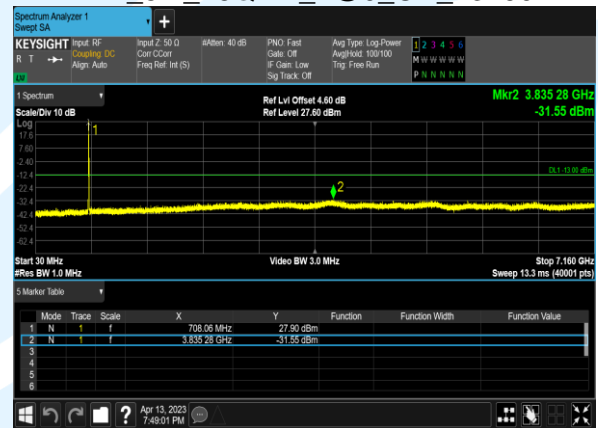 Spectrum Analyzer 1
Swept SA
KEYSIGHT Input: RF Input Z: 50 Ω #Atten: 40 dB PNO: Fast Avg Type: Log-Power 1 2 3 4 5 6
R T Coupling: DC Corr CCorr Gate: Off Avg|Hold: 100/100 M W W W W W
Align: Auto Freq Ref: Int (S) IF Gain: Low Trig: Free Run
Sig Track: Off P N N N N N
1 Spectrum Ref Lvl Offset 4.60 dB Mkr2 3.835 28 GHz
Scale/Div 10 dB Ref Level 27.60 dBm -31.55 dBm
Log
17.6
1
7.60
-2.40
-12.4 DL1 -13.00 dBm
-22.4 2
-32.4
-42.4
-52.4
-62.4
Start 30 MHz Video BW 3.0 MHz Stop 7.160 GHz
#Res BW 1.0 MHz Sweep 13.3 ms (40001 pts)
5 Marker Table
Mode Trace Scale X Y Function Function Width Function Value
1 N 1 f 708.06 MHz 27.90 dBm
2 N 1 f 3.835 28 GHz -31.55 dBm
3
4
5
6
? Apr 13, 2023
7:49:01 PM